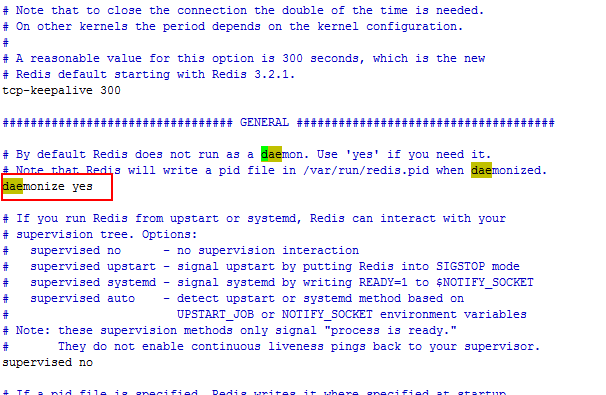 # Note that to close the connection the double of the time is needed.
# On other kernels the period depends on the kernel configuration.
#
# A reasonable value for this option is 300 seconds, which is the new
# Redis default starting with Redis 3.2.1.
tcp-keepalive 300
################################# GENERAL #####################################
# By default Redis does not run as a daemon. Use 'yes' if you need it.
# Note that Redis will write a pid file in /var/run/redis.pid when daemonized.
daemonize yes
# If you run Redis from upstart or systemd, Redis can interact with your
# supervision tree. Options:
#   supervised no      - no supervision interaction
#   supervised upstart - signal upstart by putting Redis into SIGSTOP mode
#   supervised systemd - signal systemd by writing READY=1 to $NOTIFY_SOCKET
#   supervised auto    - detect upstart or systemd method based on
#                        UPSTART_JOB or NOTIFY_SOCKET environment variables
# Note: these supervision methods only signal "process is ready."
#       They do not enable continuous liveness pings back to your supervisor.
supervised no
# If a pid file is specified, Redis writes it where specified at startup